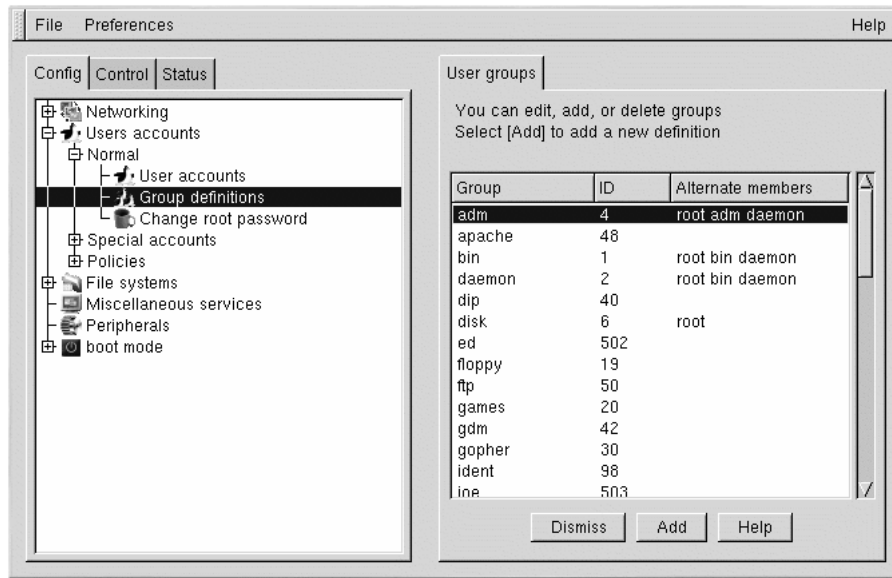 File Preferences Help
Config Control Status
Networking
Users accounts
Normal
User accounts
Group definitions
Change root password
Special accounts
Policies
File systems
Miscellaneous services
Peripherals
boot mode
User groups
You can edit, add, or delete groups
Select [Add] to add a new definition
Group ID Alternate members
adm 4 root adm daemon
apache 48
bin 1 root bin daemon
daemon 2 root bin daemon
dip 40
disk 6 root
ed 502
floppy 19
ftp 50
games 20
gdm 42
gopher 30
ident 98
joe 503
Dismiss Add Help